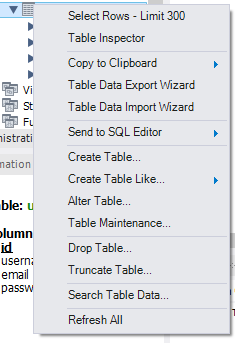 Select Rows - Limit 300
Table Inspector
Copy to Clipboard
Table Data Export Wizard
Table Data Import Wizard
Send to SQL Editor
Create Table...
Create Table Like...
Alter Table...
Table Maintenance...
Drop Table...
Truncate Table...
Search Table Data...
Refresh All
Vi
St
Fu
nistrati
mation
ble: u
olumn
id
userna
email
passw